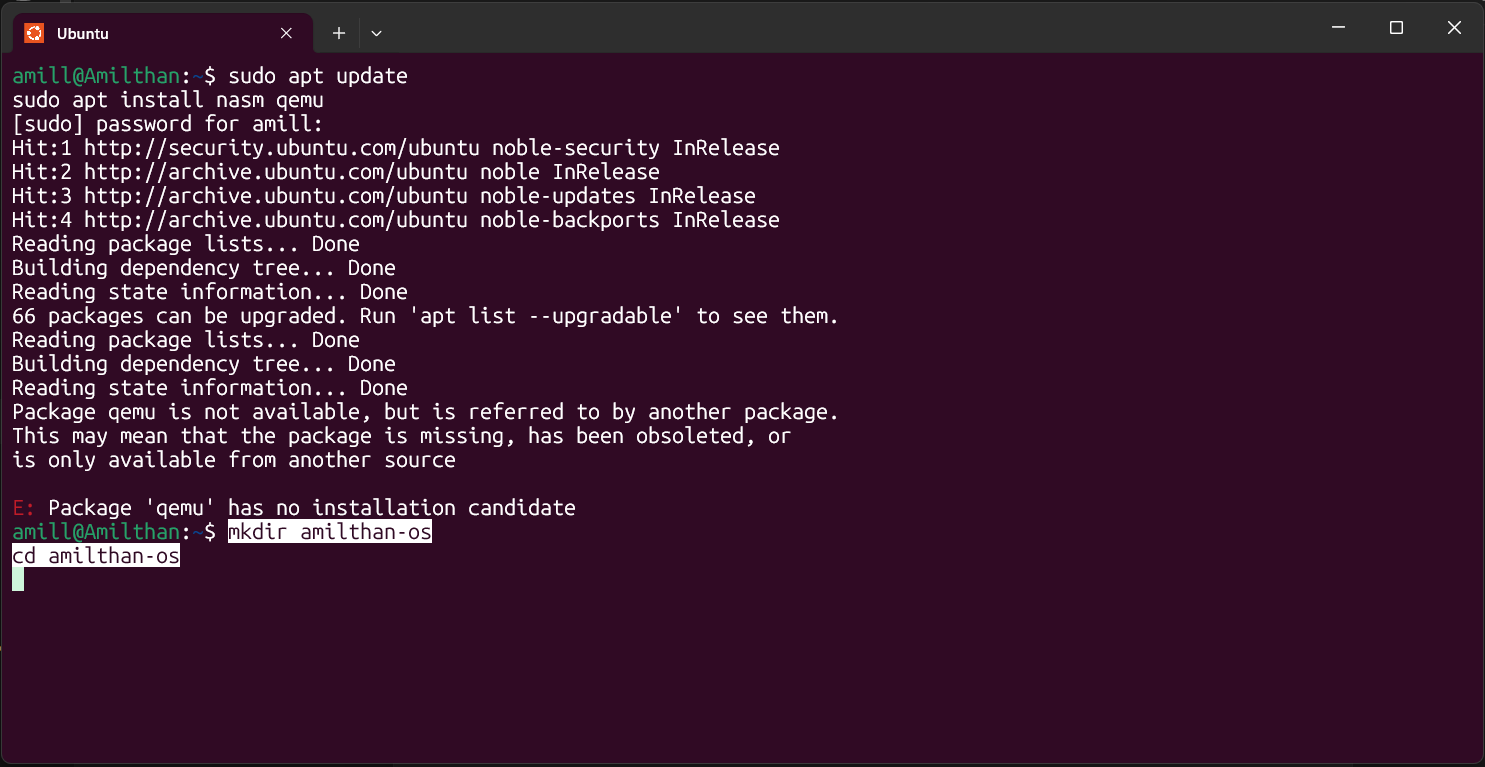 Ubuntu
amill@Amilthan:~$ sudo apt update
sudo apt install nasm qemu
[sudo] password for amill:
Hit:1 http://security.ubuntu.com/ubuntu noble-security InRelease
Hit:2 http://archive.ubuntu.com/ubuntu noble InRelease
Hit:3 http://archive.ubuntu.com/ubuntu noble-updates InRelease
Hit:4 http://archive.ubuntu.com/ubuntu noble-backports InRelease
Reading package lists... Done
Building dependency tree... Done
Reading state information... Done
66 packages can be upgraded. Run 'apt list --upgradable' to see them.
Reading package lists... Done
Building dependency tree... Done
Reading state information... Done
Package qemu is not available, but is referred to by another package.
This may mean that the package is missing, has been obsoleted, or
is only available from another source
E: Package 'qemu' has no installation candidate
amill@Amilthan:~$ mkdir amilthan-os
cd amilthan-os